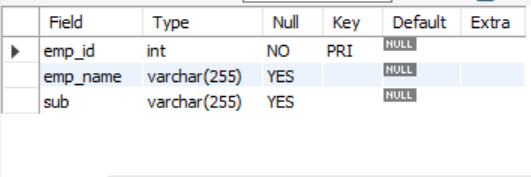 Field Type Null Key Default Extra
emp_id int NO PRI NULL
emp_name varchar(255) YES NULL
sub varchar(255) YES NULL